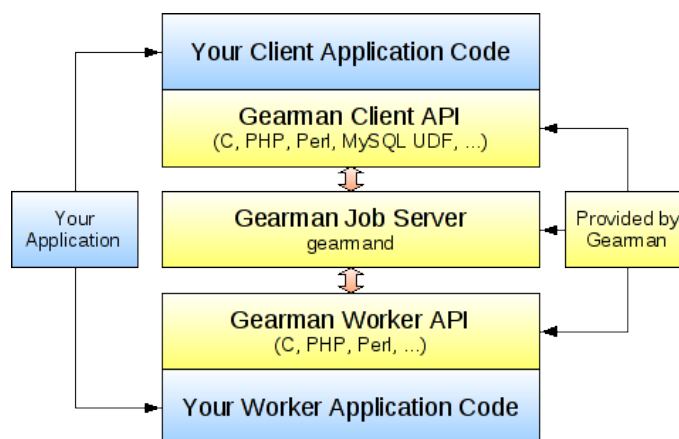 Your Client Application Code
Gearman Client API
(C, PHP, Perl, MySQL UDF, ...)
Your
Application
Gearman Job Server
gearmand
Provided by
Gearman
Gearman Worker API
(C, PHP, Perl, ...)
Your Worker Application Code